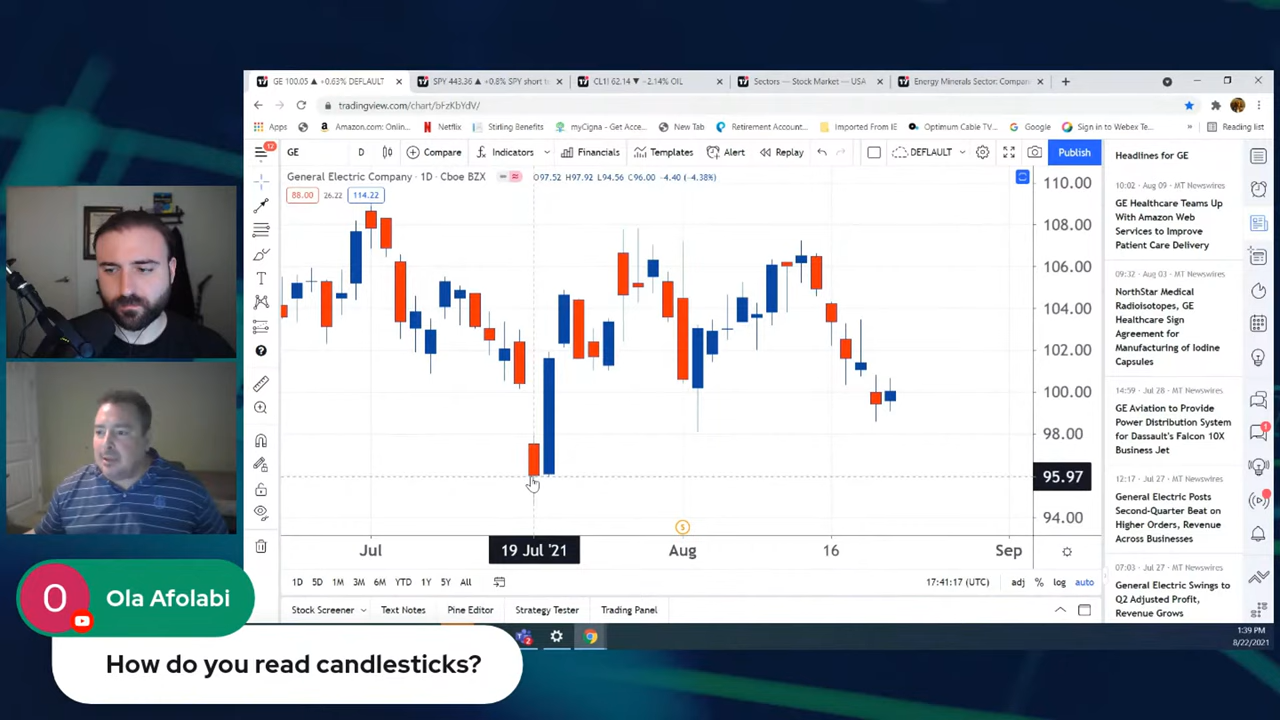 GE 100.05 ▲ +0.63% DEFAULT
SPY 443.36 ▲ +0.8% SPY short t
CL1! 62.14 ▼ -2.14% OIL
Sectors — Stock Market — USA
Energy Minerals Sector: Compan
tradingview.com/chart/bFzKbYdV/
Apps
Amazon.com: Onlin...
Netflix
Stirling Benefits
myCigna - Get Acce...
New Tab
Retirement Account...
Imported From IE
Optimum Cable TV...
Google
Sign in to Webex Te...
Reading list
12
GE
D
Compare
Indicators
Financials
Templates
Alert
Replay
DEFAULT
Publish
General Electric Company · 1D · Cboe BZX
O97.52 H97.92 L94.56 C96.00 -4.40 (-4.38%)
88.00
26.22
114.22
110.00
108.00
106.00
104.00
102.00
100.00
98.00
95.97
94.00
Jul
19 Jul '21
Aug
16
Sep
1D 5D 1M 3M 6M YTD 1Y 5Y All
17:41:17 (UTC)
adj % log auto
Stock Screener
Text Notes
Pine Editor
Strategy Tester
Trading Panel
Headlines for GE
10:02 - Aug 09 - MT Newswires
GE Healthcare Teams Up
With Amazon Web
Services to Improve
Patient Care Delivery
09:32 - Aug 03 - MT Newswires
NorthStar Medical
Radioisotopes, GE
Healthcare Sign
Agreement for
Manufacturing of Iodine
Capsules
14:59 - Jul 28 - MT Newswires
GE Aviation to Provide
Power Distribution System
for Dassault's Falcon 10X
Business Jet
12:17 - Jul 27 - MT Newswires
General Electric Posts
Second-Quarter Beat on
Higher Orders, Revenue
Across Businesses
07:03 - Jul 27 - MT Newswires
General Electric Swings to
Q2 Adjusted Profit,
Revenue Grows
1:39 PM
8/22/2021
O
Ola Afolabi
How do you read candlesticks?